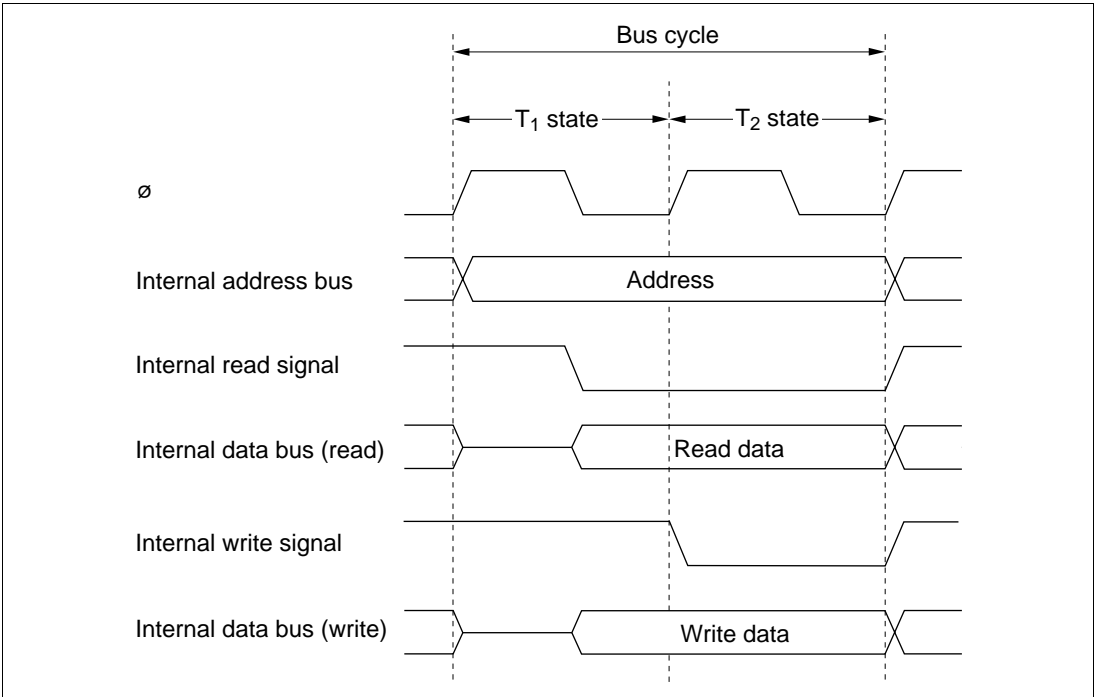 Bus cycle
T₁ state
T₂ state
ø
Internal address bus
Address
Internal read signal
Internal data bus (read)
Read data
Internal write signal
Internal data bus (write)
Write data